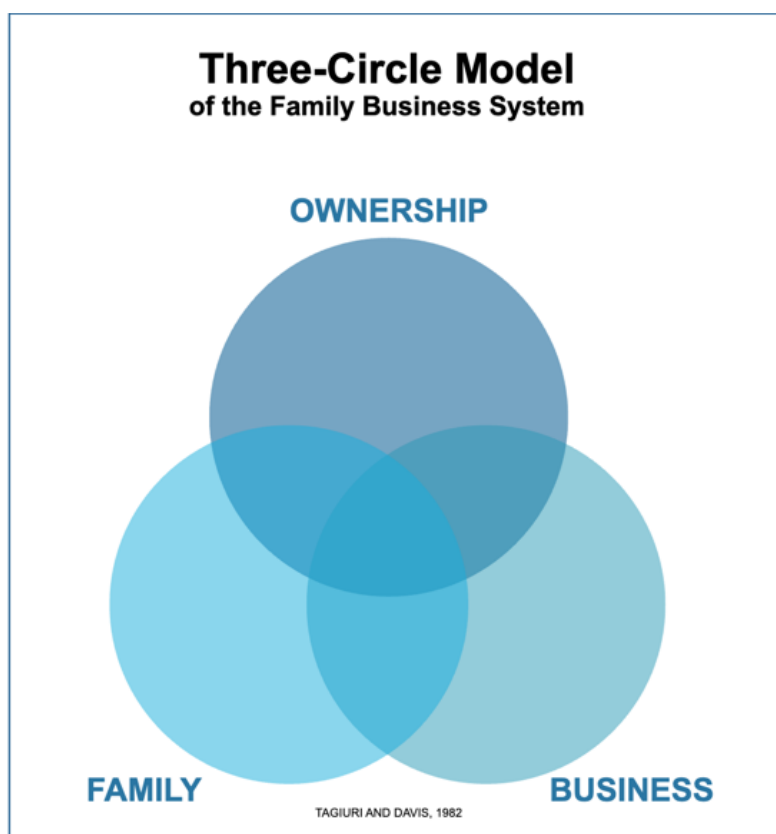 Three-Circle Model
of the Family Business System
OWNERSHIP
FAMILY
BUSINESS
TAGIURI AND DAVIS, 1982